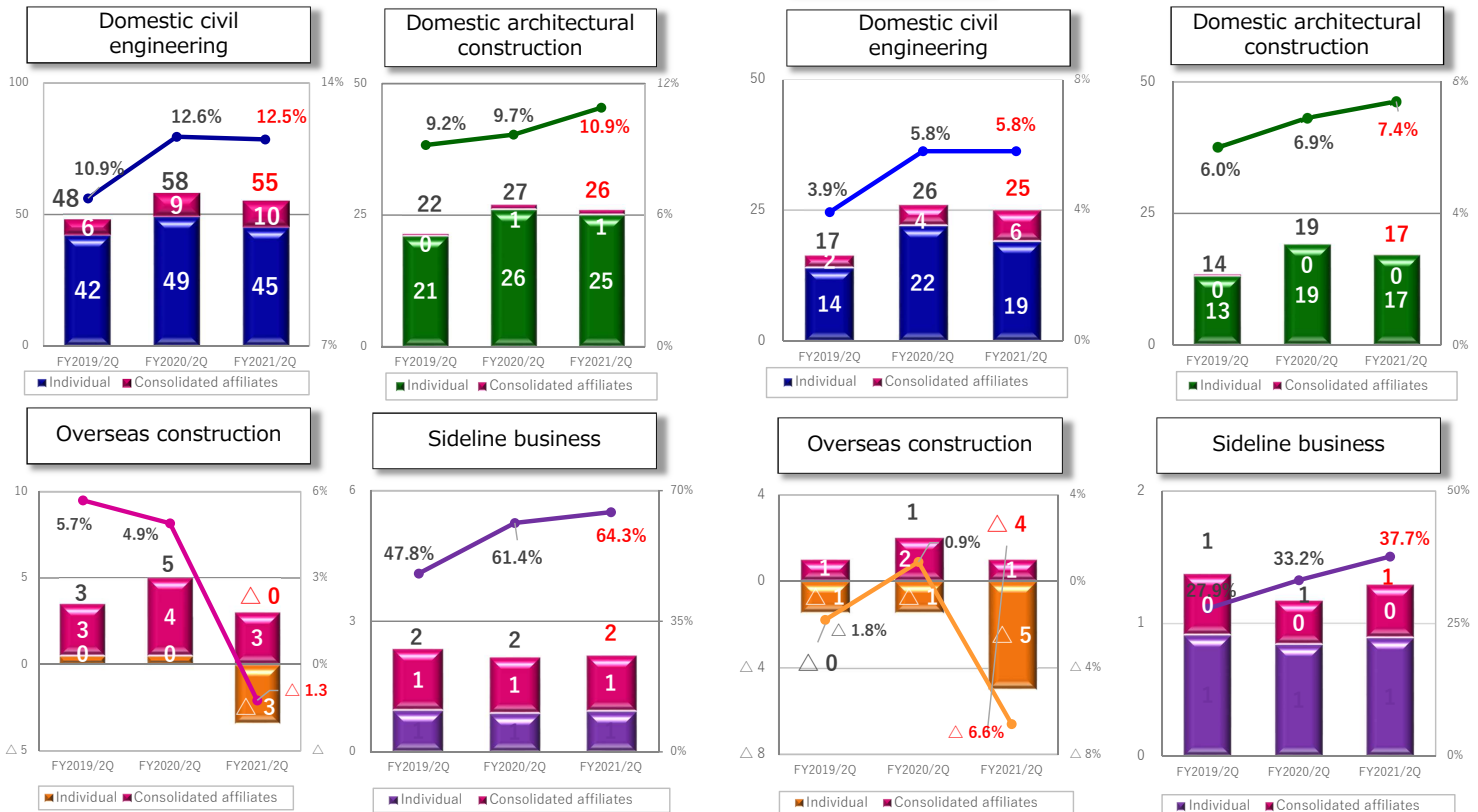 Domestic civil
engineering
100
50
0
14%
7%
10.9%
12.6%
12.5%
48
58
55
6
9
10
42
49
45
FY2019/2Q
FY2020/2Q
FY2021/2Q
Individual
Consolidated affiliates
Domestic architectural
construction
50
25
0
12%
6%
0%
9.2%
9.7%
10.9%
22
27
26
0
1
1
21
26
25
FY2019/2Q
FY2020/2Q
FY2021/2Q
Individual
Consolidated affiliates
Domestic civil
engineering
50
25
0
8%
4%
0%
3.9%
5.8%
5.8%
17
26
25
2
4
6
14
22
19
FY2019/2Q
FY2020/2Q
FY2021/2Q
Individual
Consolidated affiliates
Domestic architectural
construction
50
25
0
8%
4%
0%
6.0%
6.9%
7.4%
14
19
17
0
0
0
13
19
17
FY2019/2Q
FY2020/2Q
FY2021/2Q
Individual
Consolidated affiliates
Overseas construction
10
5
0
△ 5
6%
3%
0%
△
5.7%
4.9%
△ 1.3
3
5
△ 0
3
4
3
0
0
△ 3
FY2019/2Q
FY2020/2Q
FY2021/2Q
Individual
Consolidated affiliates
Sideline business
6
3
0
70%
35%
0%
47.8%
61.4%
64.3%
2
2
2
1
1
1
1
1
1
FY2019/2Q
FY2020/2Q
FY2021/2Q
Individual
Consolidated affiliates
Overseas construction
4
0
△ 4
△ 8
4%
0%
△ 4%
△ 8%
1
△ 4
0.9%
1
2
1
△ 1
△ 1
△ 5
△ 1.8%
△ 0
△ 6.6%
FY2019/2Q
FY2020/2Q
FY2021/2Q
Individual
Consolidated affiliates
Sideline business
2
1
0
50%
25%
0%
27.9%
33.2%
37.7%
1
1
1
0
0
0
1
1
1
FY2019/2Q
FY2020/2Q
FY2021/2Q
Individual
Consolidated affiliates